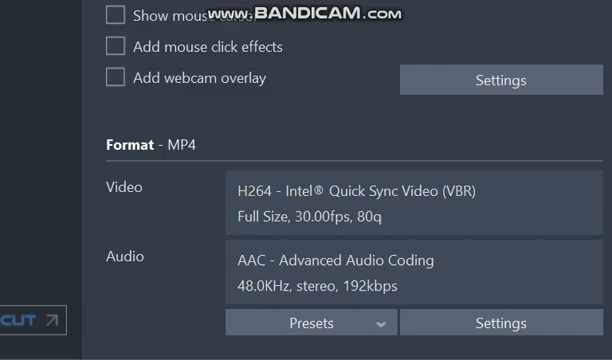 www.BANDICAM.com
Show mouse
Add mouse click effects
Add webcam overlay
Settings
Format - MP4
Video
H264 - Intel® Quick Sync Video (VBR)
Full Size, 30.00fps, 80q
Audio
AAC - Advanced Audio Coding
48.0KHz, stereo, 192kbps
CUT
Presets
Settings